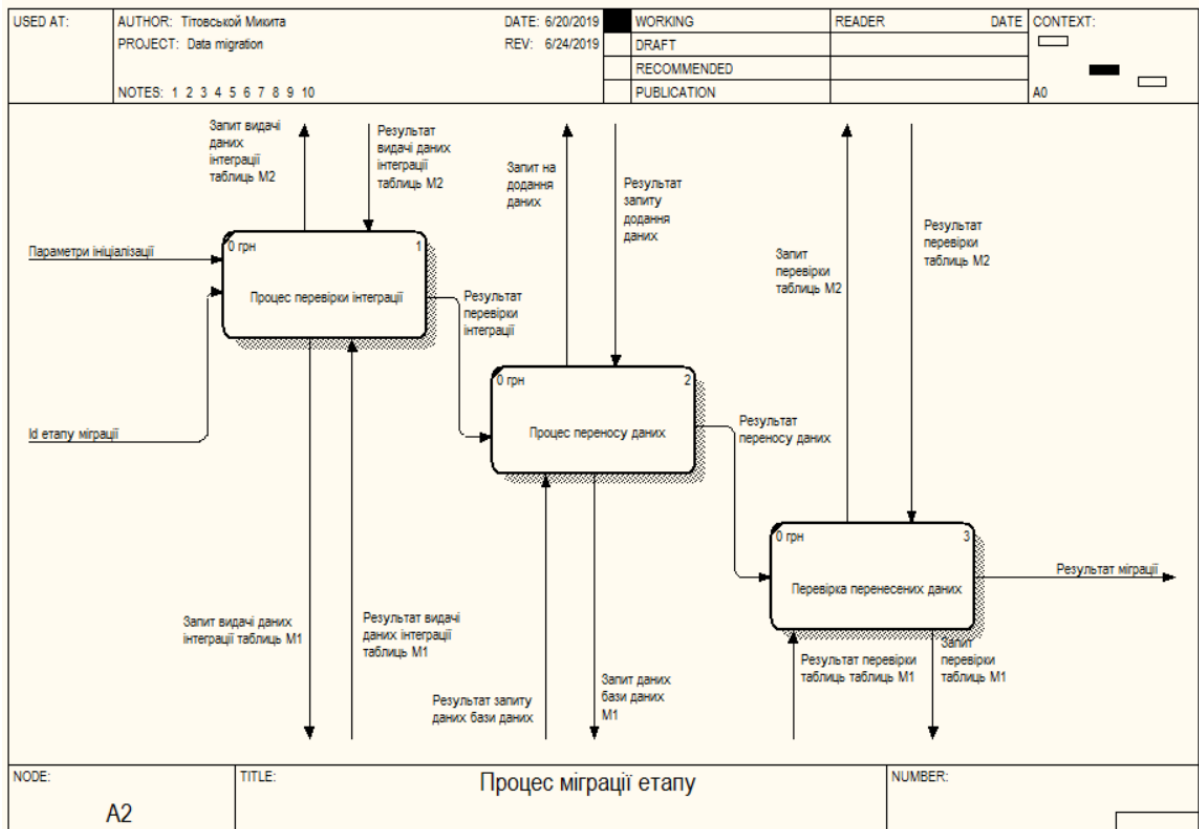 USED AT:
AUTHOR: Тітовськой Микита
DATE: 6/20/2019
PROJECT: Data migration
REV: 6/24/2019
NOTES: 1 2 3 4 5 6 7 8 9 10
WORKING
DRAFT
RECOMMENDED
PUBLICATION
READER
DATE
CONTEXT:
A0
Запит видачі
даних
інтеграції
таблиць М2
Результат
видачі даних
інтеграції
таблиць М2
Запит на
додання
даних
Результат
запиту
додання
даних
Запит
перевірки
таблиць М2
Результат
перевірки
таблиць М2
Параметри ініціалізації
Id етапу міграції
0 грн
1
Процес перевірки інтеграції
Результат
перевірки
інтеграції
0 грн
2
Процес переносу даних
Результат
переносу даних
0 грн
3
Перевірка перенесених даних
Результат міграції
Запит видачі даних
інтеграції таблиць М1
Результат видачі
даних інтеграції
таблиць М1
Результат запиту
даних бази даних
Запит даних
бази даних
М1
Результат перевірки
таблиць таблиць М1
Запит
перевірки
таблиць М1
NODE:
A2
TITLE:
Процес міграції етапу
NUMBER: